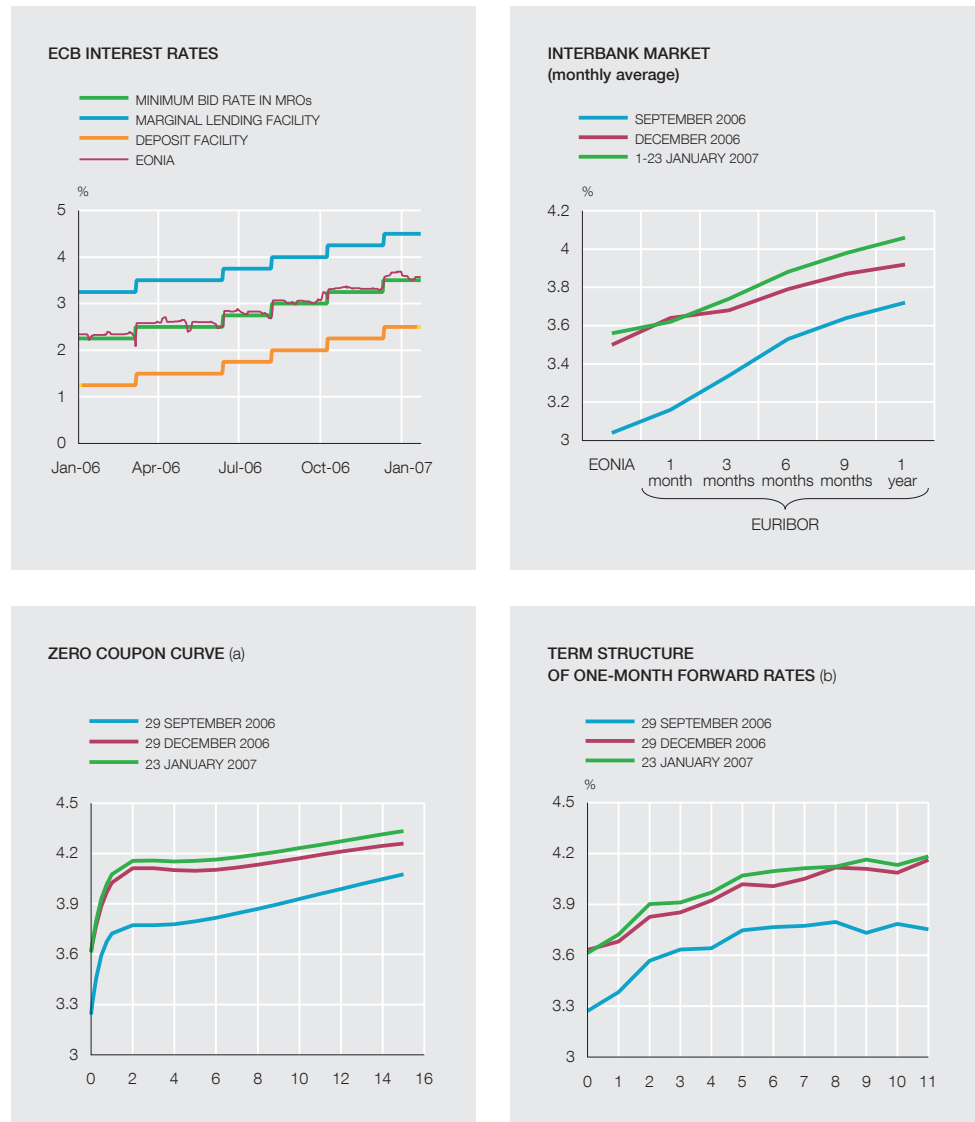 ECB INTEREST RATES
MINIMUM BID RATE IN MROs
MARGINAL LENDING FACILITY
DEPOSIT FACILITY
EONIA
%
5
4
3
2
1
0
Jan-06 Apr-06 Jul-06 Oct-06 Jan-07
INTERBANK MARKET
(monthly average)
SEPTEMBER 2006
DECEMBER 2006
1-23 JANUARY 2007
%
4.2
4
3.8
3.6
3.4
3.2
3
EONIA 1 3 6 9 1
month months months months year
EURIBOR
ZERO COUPON CURVE (a)
29 SEPTEMBER 2006
29 DECEMBER 2006
23 JANUARY 2007
4.5
4.2
3.9
3.6
3.3
3
0 2 4 6 8 10 12 14 16
TERM STRUCTURE
OF ONE-MONTH FORWARD RATES (b)
29 SEPTEMBER 2006
29 DECEMBER 2006
23 JANUARY 2007
%
4.5
4.2
3.9
3.6
3.3
3
0 1 2 3 4 5 6 7 8 9 10 11